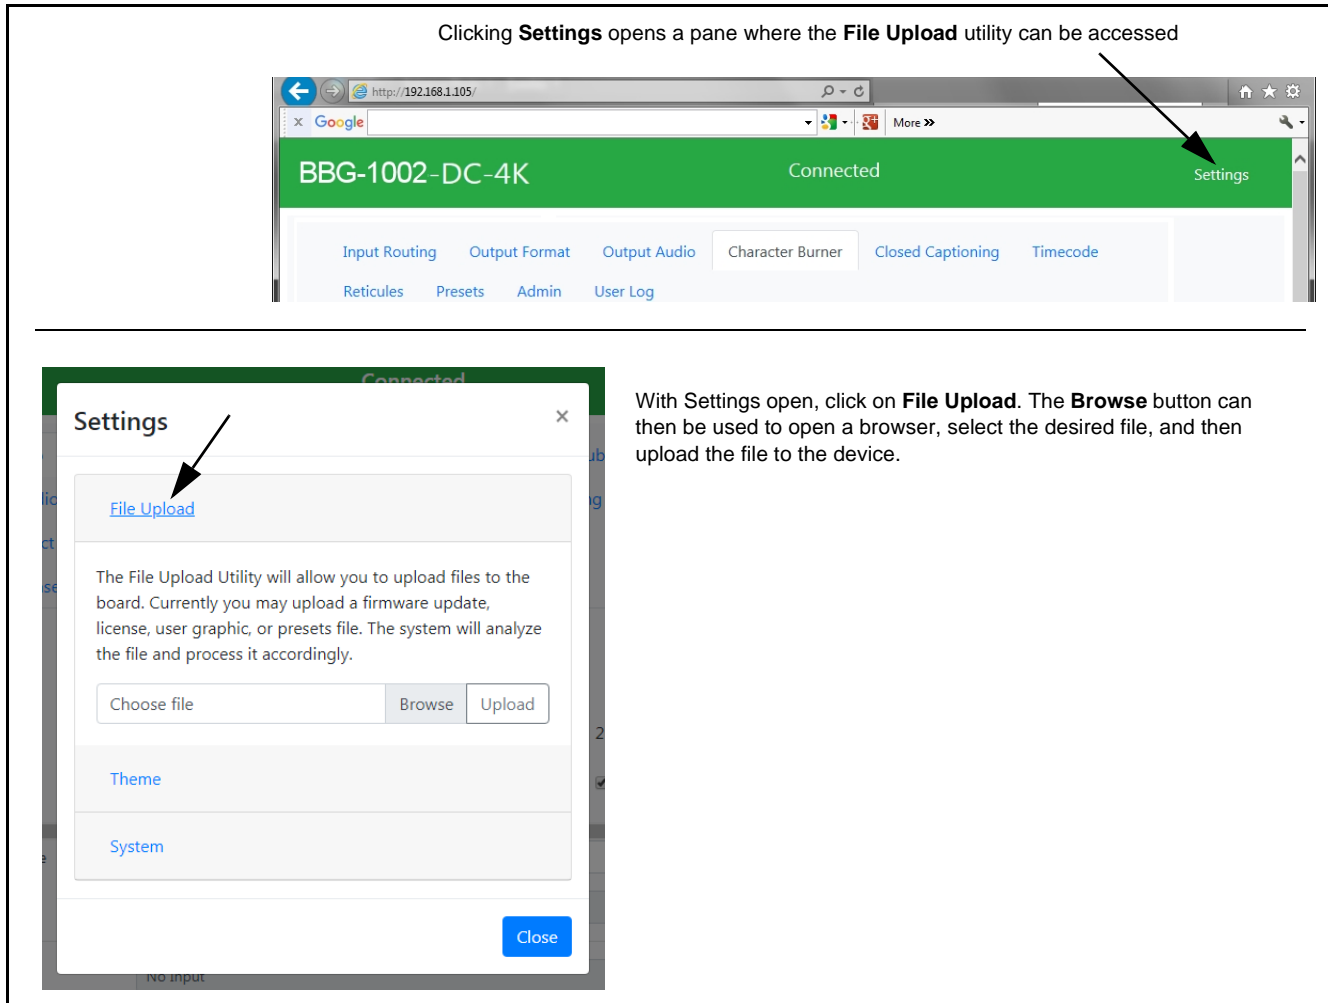 Clicking Settings opens a pane where the File Upload utility can be accessed
http://192.168.1.105/
x Google
More »
BBG-1002-DC-4K
Connected
Settings
Input Routing Output Format Output Audio Character Burner Closed Captioning Timecode
Reticules Presets Admin User Log
Connected
Settings ×
File Upload
The File Upload Utility will allow you to upload files to the
board. Currently you may upload a firmware update,
license, user graphic, or presets file. The system will analyze
the file and process it accordingly.
Choose file Browse Upload
Theme
System
Close
No Input
With Settings open, click on File Upload. The Browse button can
then be used to open a browser, select the desired file, and then
upload the file to the device.